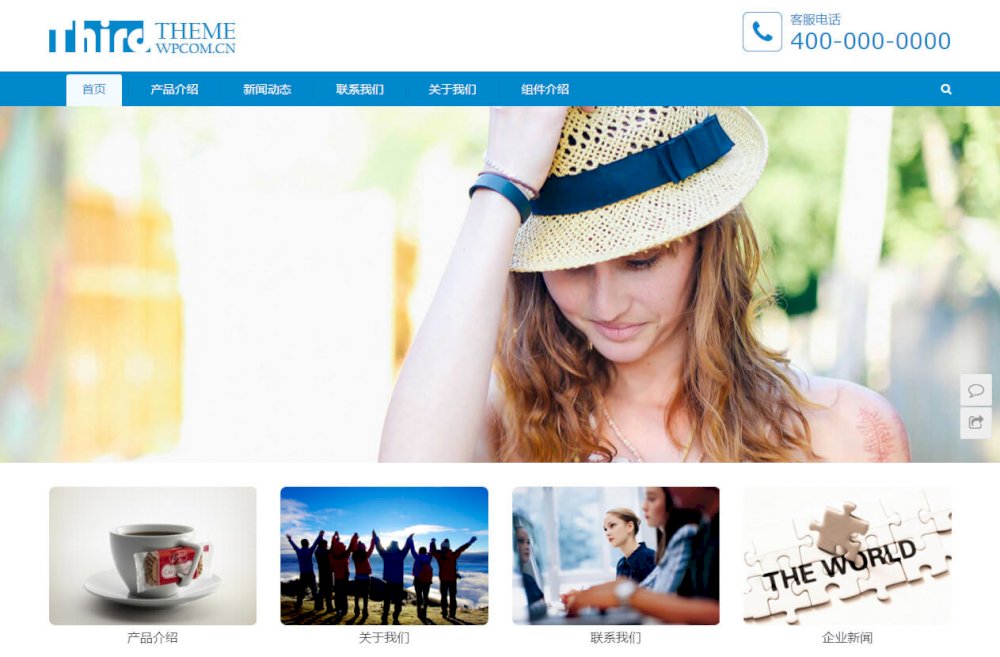 Third THEME
WPCOM.CN
客服电话
400-000-0000
首页
产品介绍
新闻动态
联系我们
关于我们
组件介绍
THE WORLD
产品介绍
关于我们
联系我们
企业新闻